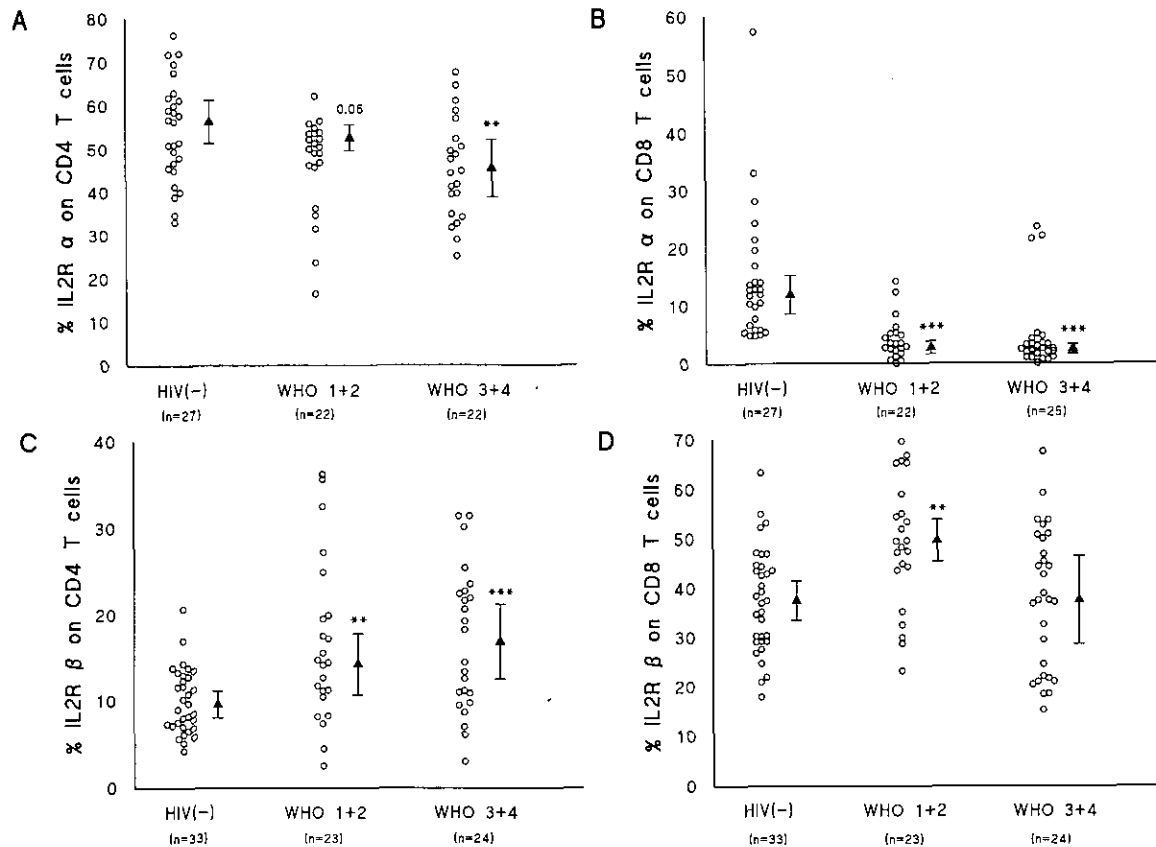 A
% IL2R α on CD4 T cells
80
70
60
50
40
30
20
10
0
0.06
**
HIV(-)
WHO 1+2
WHO 3+4
(n=27)
(n=22)
(n=22)
B
% IL2R α on CD8 T cells
60
50
40
30
20
10
0
***
***
HIV(-)
WHO 1+2
WHO 3+4
(n=27)
(n=22)
(n=25)
C
% IL2R β on CD4 T cells
40
30
20
10
0
**
***
HIV(-)
WHO 1+2
WHO 3+4
(n=33)
(n=23)
(n=24)
D
% IL2R β on CD8 T cells
70
60
50
40
30
20
10
0
**
HIV(-)
WHO 1+2
WHO 3+4
(n=33)
(n=23)
(n=24)